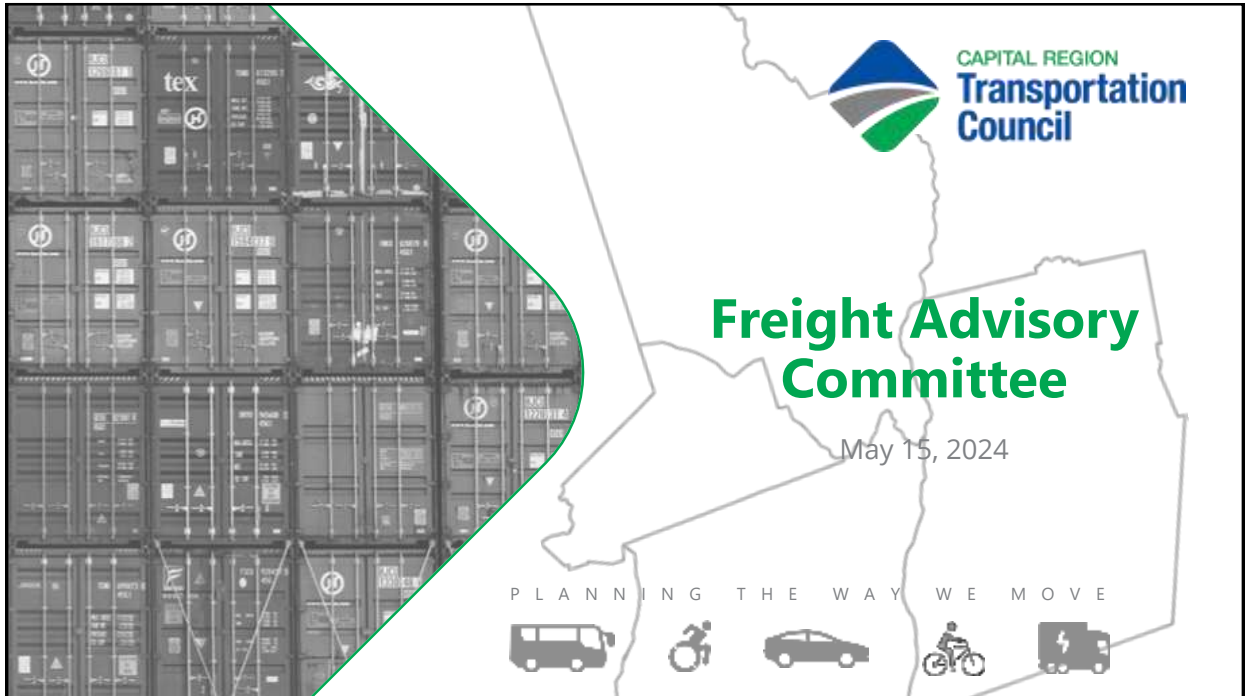 CAPITAL REGION
Transportation
Council
Freight Advisory
Committee
May 15, 2024
PLANNING THE WAY WE MOVE
tex